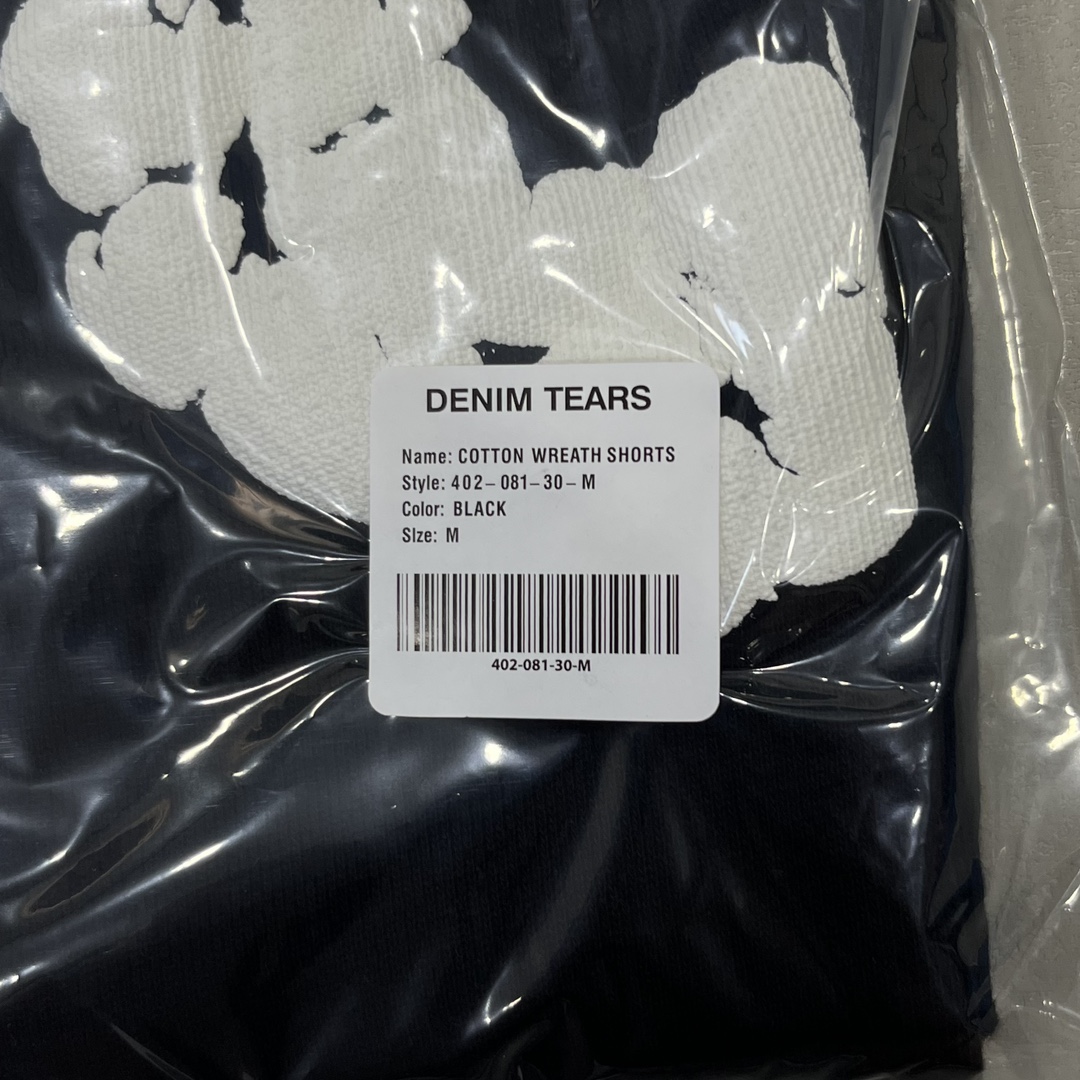 DENIM TEARS
Name: COTTON WREATH SHORTS
Style: 402-081-30-M
Color: BLACK
SIze: M
402-081-30-M